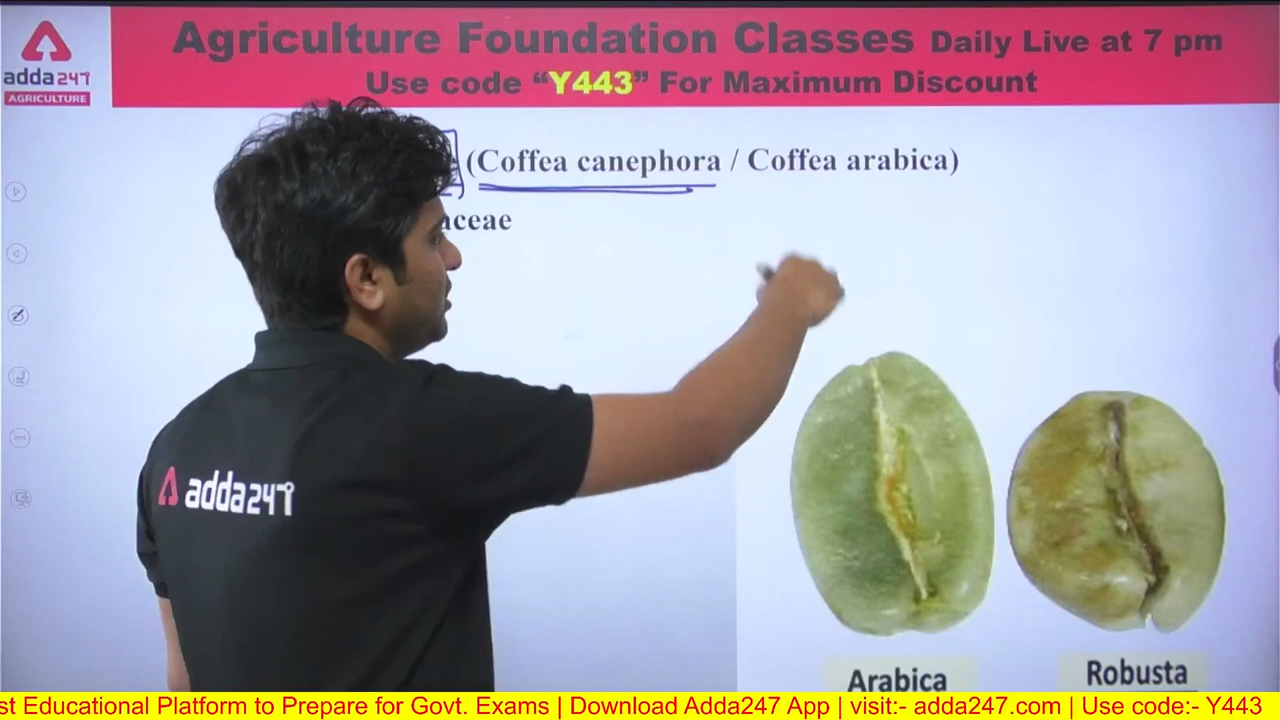 Agriculture Foundation Classes Daily Live at 7 pm
Use code “Y443” For Maximum Discount
adda247
AGRICULTURE
(Coffea canephora / Coffea arabica)
aceae
adda247
Arabica
Robusta
st Educational Platform to Prepare for Govt. Exams | Download Adda247 App | visit:- adda247.com | Use code:- Y443